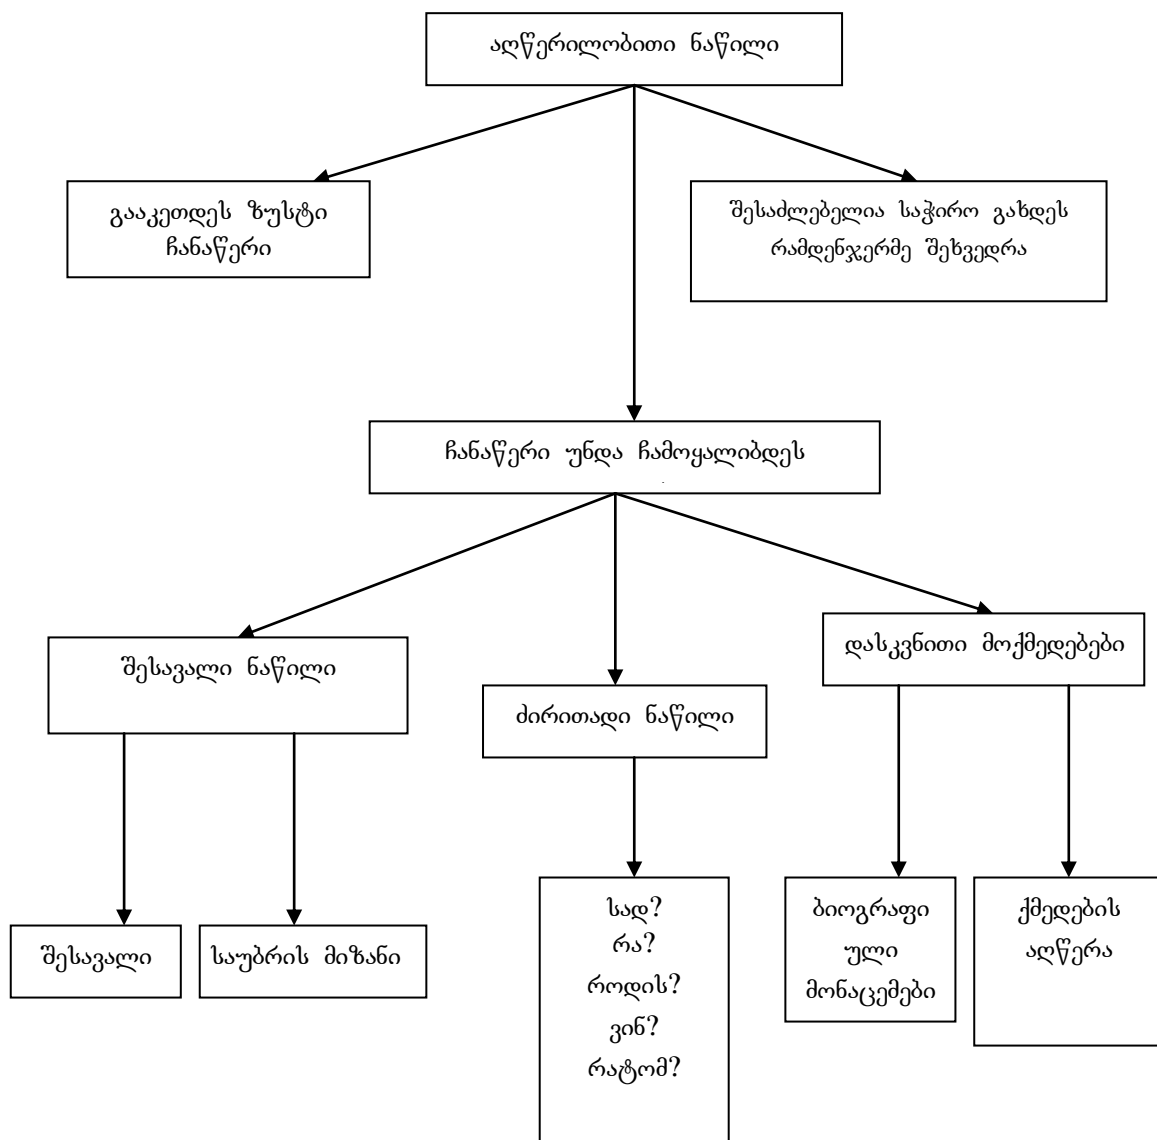 აღწერილობითი ნაწილი
გააკეთდეს ზუსტი
ჩანაწერი
შესაძლებელია საჭირო გახდეს
რამდენჯერმე შეხვედრა
ჩანაწერი უნდა ჩამოყალიბდეს
შესავალი ნაწილი
ძირითადი ნაწილი
დასკვნითი მოქმედებები
შესავალი
საუბრის მიზანი
სად?
რა?
როდის?
ვინ?
რატომ?
ბიოგრაფი
ული
მონაცემები
ქმედების
აღწერა